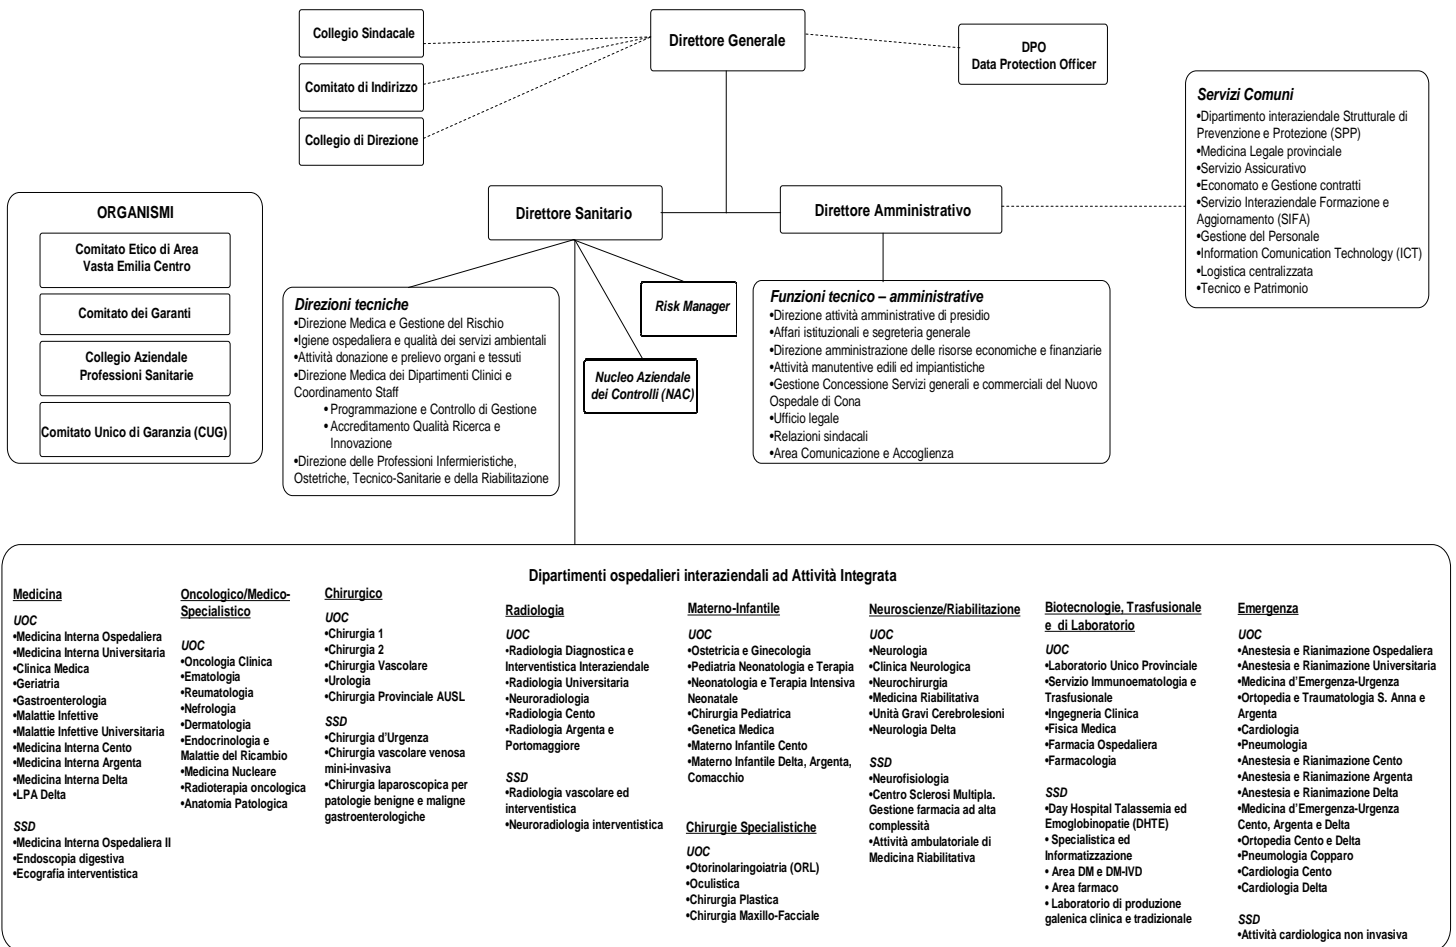 Collegio Sindacale
Comitato di Indirizzo
Collegio di Direzione
Direttore Generale
DPO
Data Protection Officer
Servizi Comuni
•Dipartimento interaziendale Strutturale di
Prevenzione e Protezione (SPP)
•Medicina Legale provinciale
•Servizio Assicurativo
•Economato e Gestione contratti
•Servizio Interaziendale Formazione e
Aggiornamento (SIFA)
•Gestione del Personale
•Information Comunication Technology (ICT)
•Logistica centralizzata
•Tecnico e Patrimonio
ORGANISMI
Comitato Etico di Area
Vasta Emilia Centro
Comitato dei Garanti
Collegio Aziendale
Professioni Sanitarie
Comitato Unico di Garanzia (CUG)
Direttore Sanitario
Direttore Amministrativo
Direzioni tecniche
•Direzione Medica e Gestione del Rischio
•Igiene ospedaliera e qualità dei servizi ambientali
•Attività donazione e prelievo organi e tessuti
•Direzione Medica dei Dipartimenti Clinici e
Coordinamento Staff
• Programmazione e Controllo di Gestione
• Accreditamento Qualità Ricerca e
Innovazione
•Direzione delle Professioni Infermieristiche,
Ostetriche, Tecnico-Sanitarie e della Riabilitazione
Risk Manager
Nucleo Aziendale
dei Controlli (NAC)
Funzioni tecnico – amministrative
•Direzione attività amministrative di presidio
•Affari istituzionali e segreteria generale
•Direzione amministrazione delle risorse economiche e finanziarie
•Attività manutentive edili ed impiantistiche
•Gestione Concessione Servizi generali e commerciali del Nuovo
Ospedale di Cona
•Ufficio legale
•Relazioni sindacali
•Area Comunicazione e Accoglienza
Dipartimenti ospedalieri interaziendali ad Attività Integrata
Medicina
UOC
•Medicina Interna Ospedaliera
•Medicina Interna Universitaria
•Clinica Medica
•Geriatria
•Gastroenterologia
•Malattie Infettive
•Malattie Infettive Universitaria
•Medicina Interna Cento
•Medicina Interna Argenta
•Medicina Interna Delta
•LPA Delta
SSD
•Medicina Interna Ospedaliera II
•Endoscopia digestiva
•Ecografia interventistica
Oncologico/Medico-
Specialistico
UOC
•Oncologia Clinica
•Ematologia
•Reumatologia
•Nefrologia
•Dermatologia
•Endocrinologia e
Malattie del Ricambio
•Medicina Nucleare
•Radioterapia oncologica
•Anatomia Patologica
Chirurgico
UOC
•Chirurgia 1
•Chirurgia 2
•Chirurgia Vascolare
•Urologia
•Chirurgia Provinciale AUSL
SSD
•Chirurgia d'Urgenza
•Chirurgia vascolare venosa
mini-invasiva
•Chirurgia laparoscopica per
patologie benigne e maligne
gastroenterologiche
Radiologia
UOC
•Radiologia Diagnostica e
Interventistica Interaziendale
•Radiologia Universitaria
•Neuroradiologia
•Radiologia Cento
•Radiologia Argenta e
Portomaggiore
SSD
•Radiologia vascolare ed
interventistica
•Neuroradiologia interventistica
Materno-Infantile
UOC
•Ostetricia e Ginecologia
•Pediatria Neonatologia e Terapia
•Neonatologia e Terapia Intensiva
Neonatale
•Chirurgia Pediatrica
•Genetica Medica
•Materno Infantile Cento
•Materno Infantile Delta, Argenta,
Comacchio
Chirurgie Specialistiche
UOC
•Otorinolaringoiatria (ORL)
•Oculistica
•Chirurgia Plastica
•Chirurgia Maxillo-Facciale
Neuroscienze/Riabilitazione
UOC
•Neurologia
•Clinica Neurologica
•Neurochirurgia
•Medicina Riabilitativa
•Unità Gravi Cerebrolesioni
•Neurologia Delta
SSD
•Neurofisiologia
•Centro Sclerosi Multipla.
Gestione farmacia ad alta
complessità
•Attività ambulatoriale di
Medicina Riabilitativa
Biotecnologie, Trasfusionale
e di Laboratorio
UOC
•Laboratorio Unico Provinciale
•Servizio Immunoematologia e
Trasfusionale
•Ingegneria Clinica
•Fisica Medica
•Farmacia Ospedaliera
•Farmacologia
SSD
•Day Hospital Talassemia ed
Emoglobinopatie (DHTE)
• Specialistica ed
Informatizzazione
• Area DM e DM-IVD
• Area farmaco
• Laboratorio di produzione
galenica clinica e tradizionale
Emergenza
UOC
•Anestesia e Rianimazione Ospedaliera
•Anestesia e Rianimazione Universitaria
•Medicina d'Emergenza-Urgenza
•Ortopedia e Traumatologia S. Anna e
Argenta
•Cardiologia
•Pneumologia
•Anestesia e Rianimazione Cento
•Anestesia e Rianimazione Argenta
•Anestesia e Rianimazione Delta
•Medicina d'Emergenza-Urgenza
Cento, Argenta e Delta
•Ortopedia Cento e Delta
•Pneumologia Copparo
•Cardiologia Cento
•Cardiologia Delta
SSD
•Attività cardiologica non invasiva